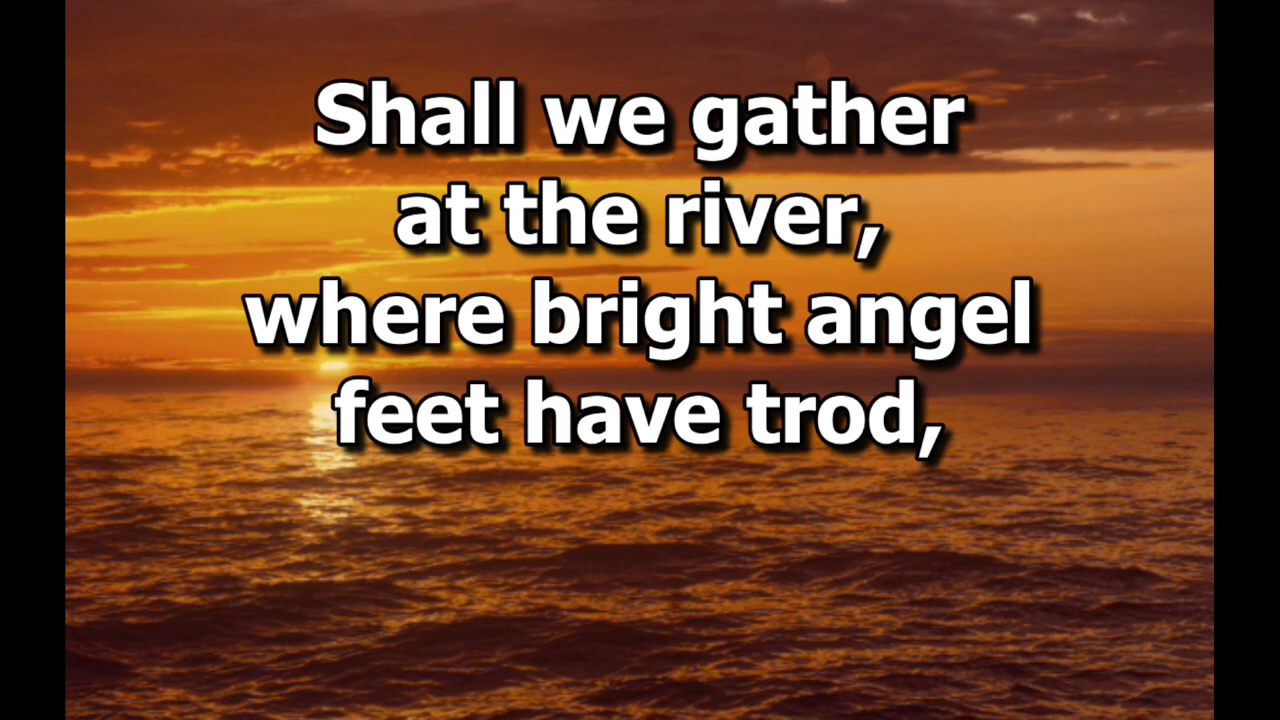 Shall we gather
at the river,
where bright angel
feet have trod,